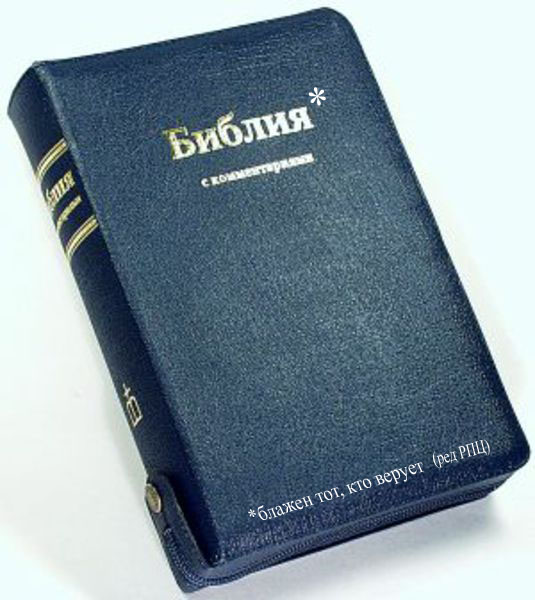 Библия*
с комментариями
Библия
*блажен тот, кто верует (ред РПЦ)